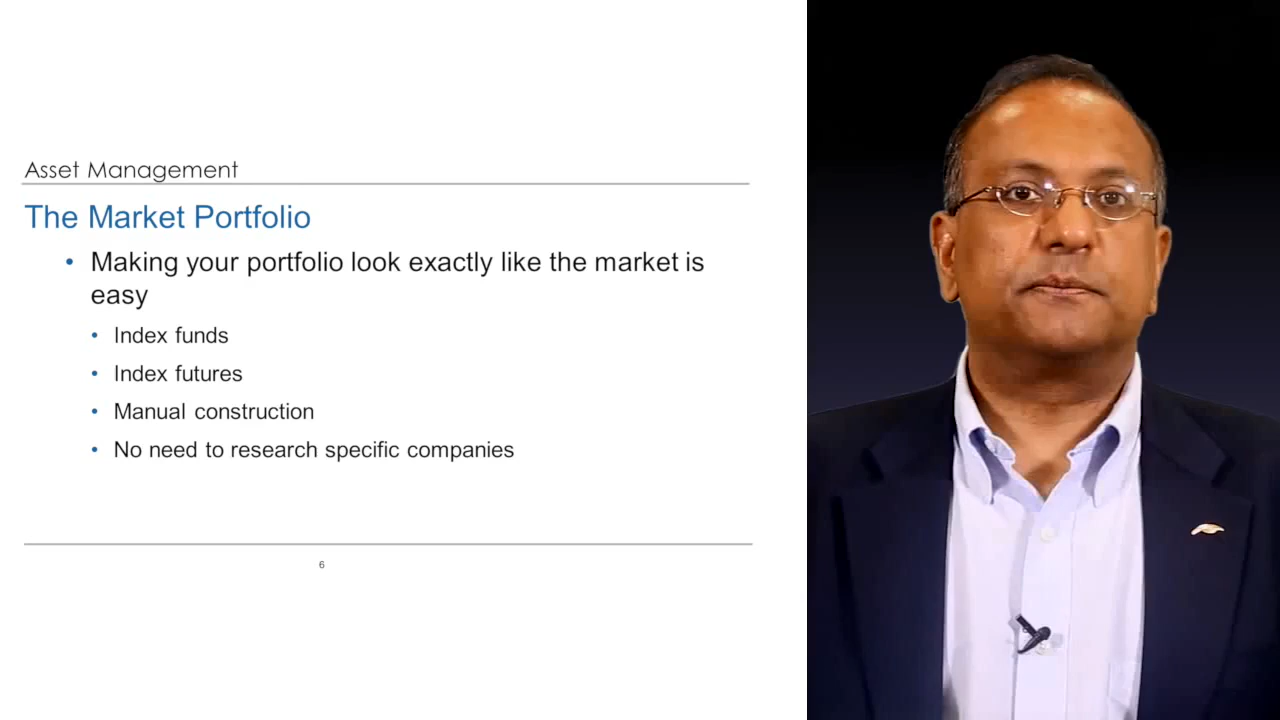 Asset Management
The Market Portfolio
• Making your portfolio look exactly like the market is
easy
• Index funds
• Index futures
• Manual construction
• No need to research specific companies
6